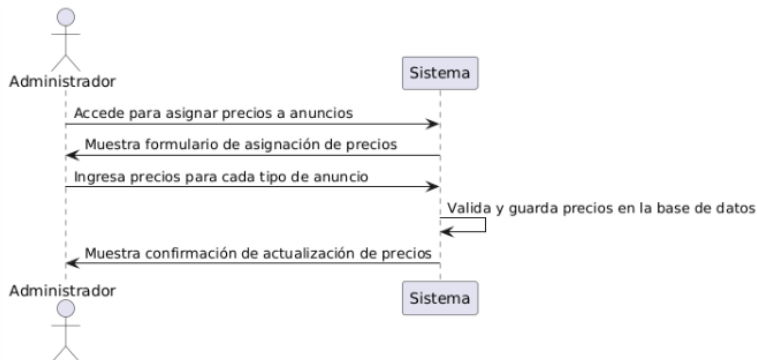 Administrador
Sistema
Accede para asignar precios a anuncios
Muestra formulario de asignación de precios
Ingresa precios para cada tipo de anuncio
Valida y guarda precios en la base de datos
Muestra confirmación de actualización de precios
Administrador
Sistema